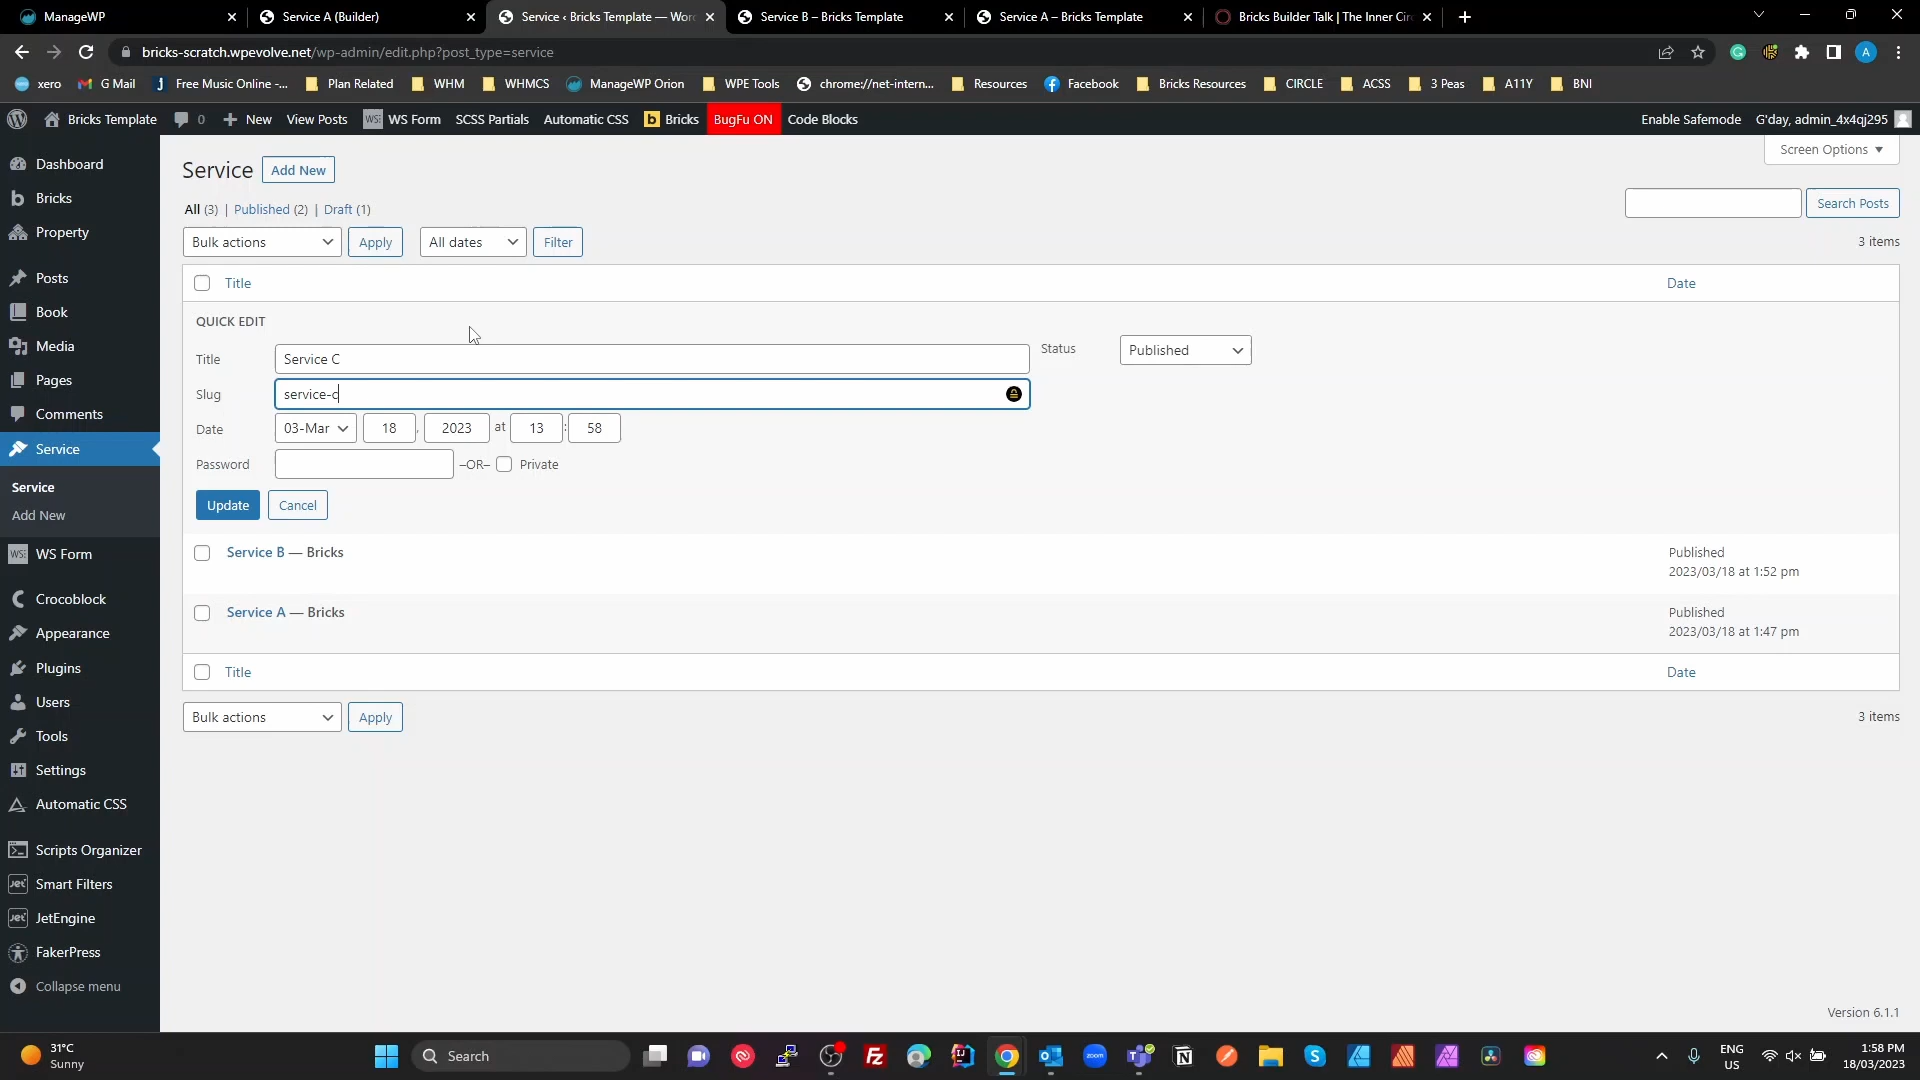 ManageWP
Service A (Builder)
Service ‹ Bricks Template — Wor
Service B – Bricks Template
Service A – Bricks Template
Bricks Builder Talk | The Inner Cir
bricks-scratch.wpevolve.net/wp-admin/edit.php?post_type=service
A
xero
G Mail
Free Music Online -...
Plan Related
WHM
WHMCS
ManageWP Orion
WPE Tools
chrome://net-intern...
Resources
Facebook
Bricks Resources
CIRCLE
ACSS
3 Peas
A11Y
BNI
Bricks Template
0
New
View Posts
WS Form
SCSS Partials
Automatic CSS
b Bricks
BugFu ON
Code Blocks
Enable Safemode
G'day, admin_4x4qj295
Dashboard
Bricks
Property
Posts
Book
Media
Pages
Comments
Service
Service
Add New
WS Form
Crocoblock
Appearance
Plugins
Users
Tools
Settings
Automatic CSS
Scripts Organizer
Smart Filters
JetEngine
FakerPress
Collapse menu
Service
Add New
Screen Options
All (3) | Published (2) | Draft (1)
Search Posts
Bulk actions
Apply
All dates
Filter
3 items
Title
Date
QUICK EDIT
Title
Service C
Status
Published
Slug
service-c
Date
03-Mar
18
, 2023
at 13
: 58
Password
–OR–
Private
Update
Cancel
Service B — Bricks
Published
2023/03/18 at 1:52 pm
Service A — Bricks
Published
2023/03/18 at 1:47 pm
Title
Date
Bulk actions
Apply
3 items
Version 6.1.1
31°C
Sunny
Search
ENG
US
1:58 PM
18/03/2023